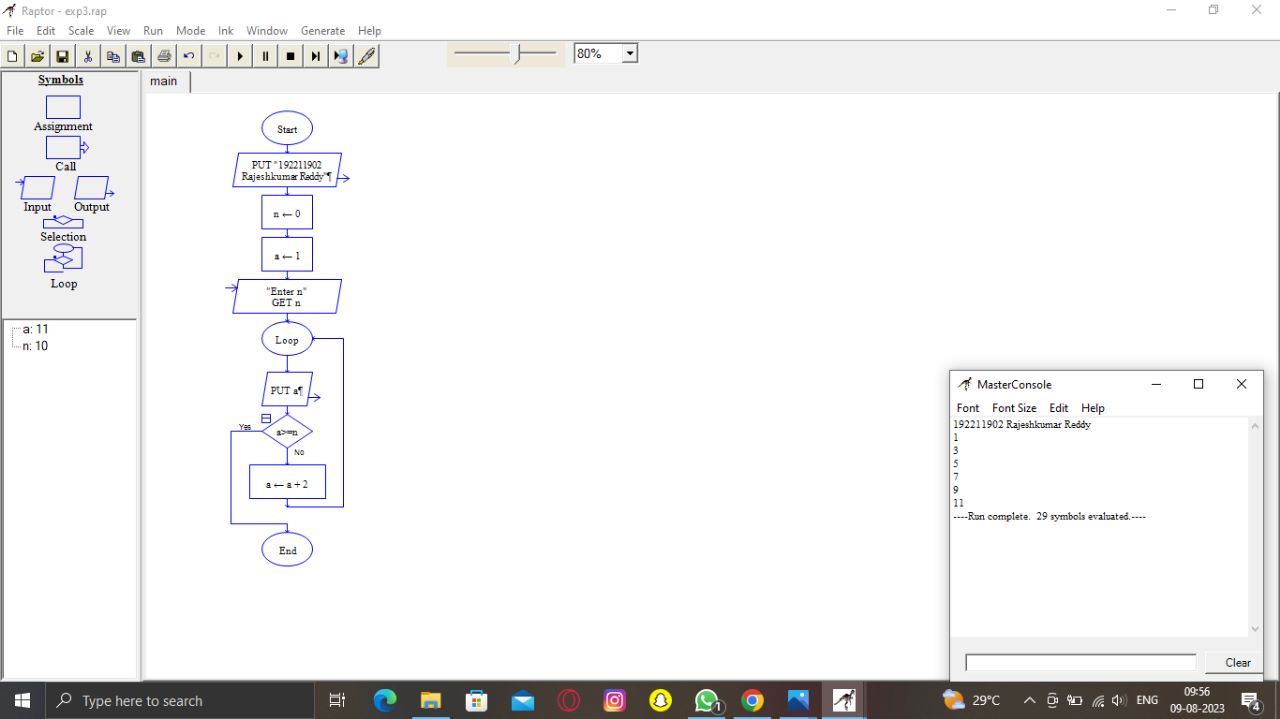 Raptor - exp3.rap
File Edit Scale View Run Mode Ink Window Generate Help
80%
Symbols
Assignment
Call
Input Output
Selection
Loop
a: 11
n: 10
main
Start
PUT "192211902
Rajeshkumar Reddy"¶
n ← 0
a ← 1
"Enter n"
GET n
Loop
PUT a¶
Yes
a>=n
No
a ← a + 2
End
MasterConsole
Font Font Size Edit Help
192211902 Rajeshkumar Reddy
1
3
5
7
9
11
----Run complete. 29 symbols evaluated.----
Clear
Type here to search
1
29°C
ENG
09:56
09-08-2023
4